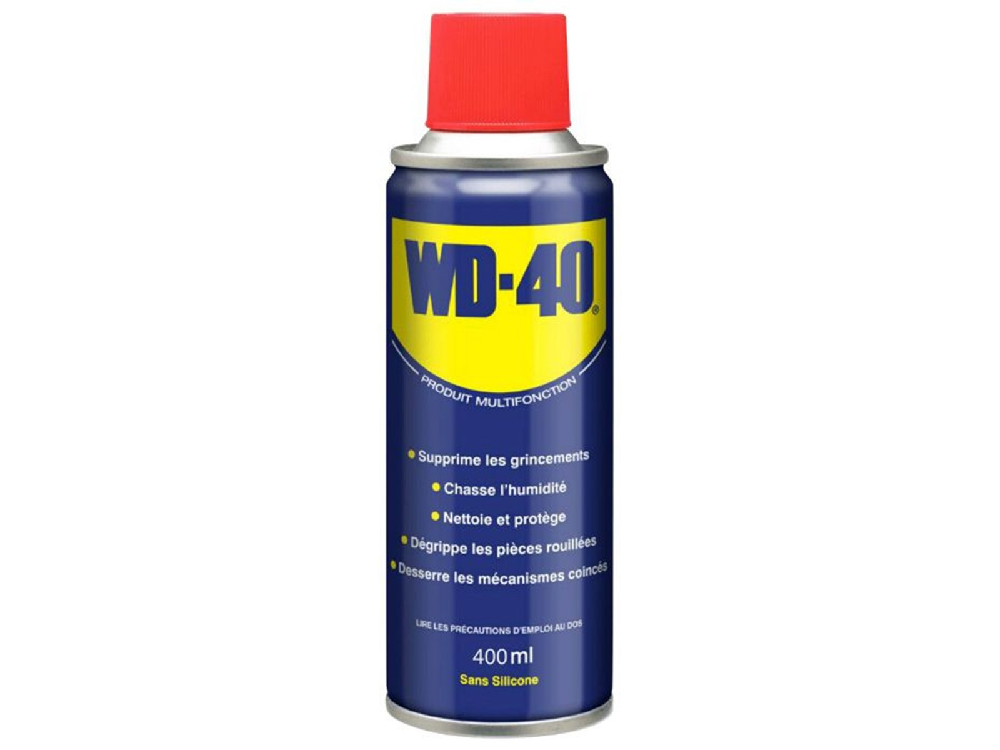 WD-40®
PRODUIT MULTIFONCTION
• Supprime les grincements
• Chasse l'humidité
• Nettoie et protège
• Dégrippe les pièces rouillées
• Desserre les mécanismes coincés
LIRE LES PRÉCAUTIONS D'EMPLOI AU DOS
400ml
Sans Silicone